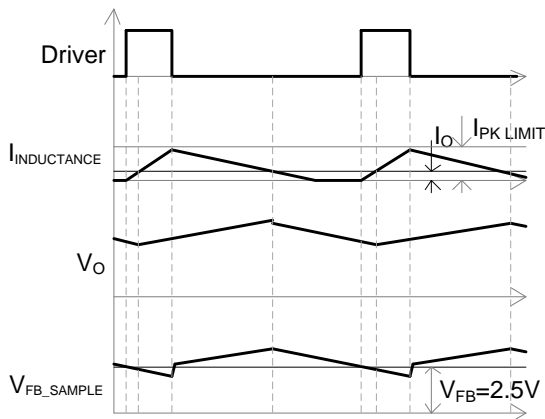 Driver
I_O
I_PK LIMIT
I_INDUCTANCE
V_O
V_FB_SAMPLE
V_FB=2.5V